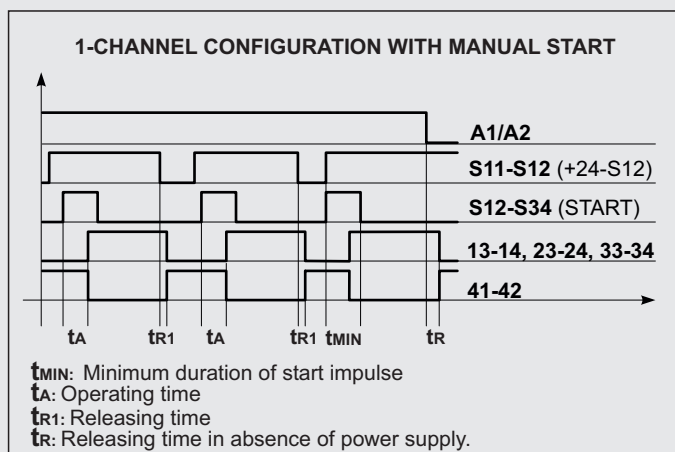 1-CHANNEL CONFIGURATION WITH MANUAL START
A1/A2
S11-S12 (+24-S12)
S12-S34 (START)
13-14, 23-24, 33-34
41-42
tA tR1 tA tR1 tMIN tR
tMIN: Minimum duration of start impulse
tA: Operating time
tR1: Releasing time
tR: Releasing time in absence of power supply.